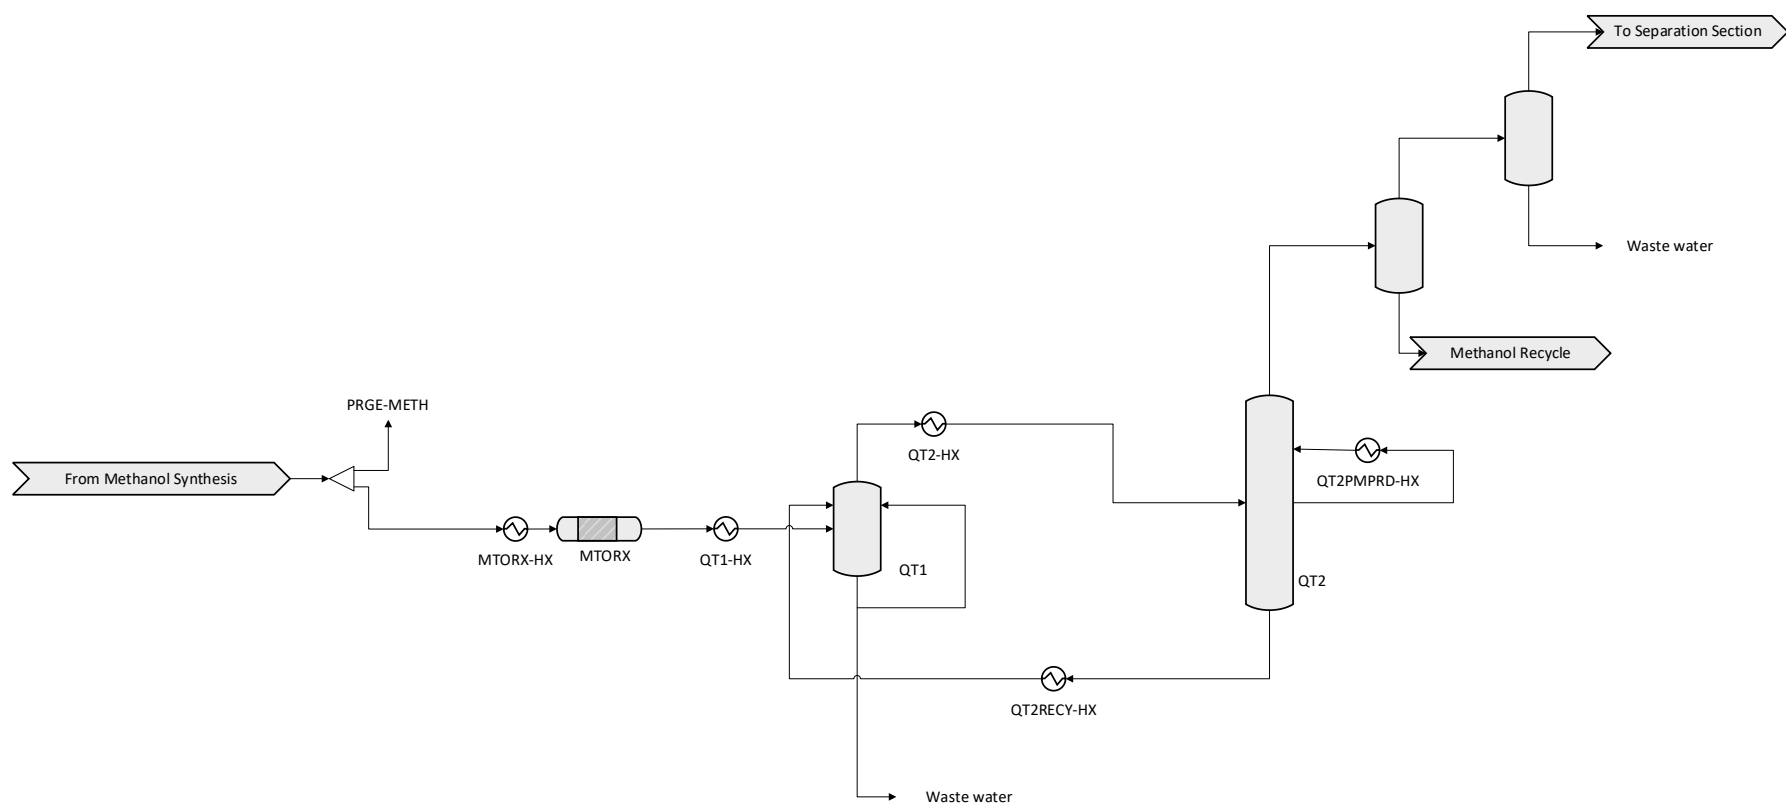 To Separation Section
Waste water
Methanol Recycle
PRGE-METH
QT2-HX
From Methanol Synthesis
QT2PMPRD-HX
MTORX-HX
MTORX
QT1-HX
QT1
QT2
QT2RECY-HX
Waste water